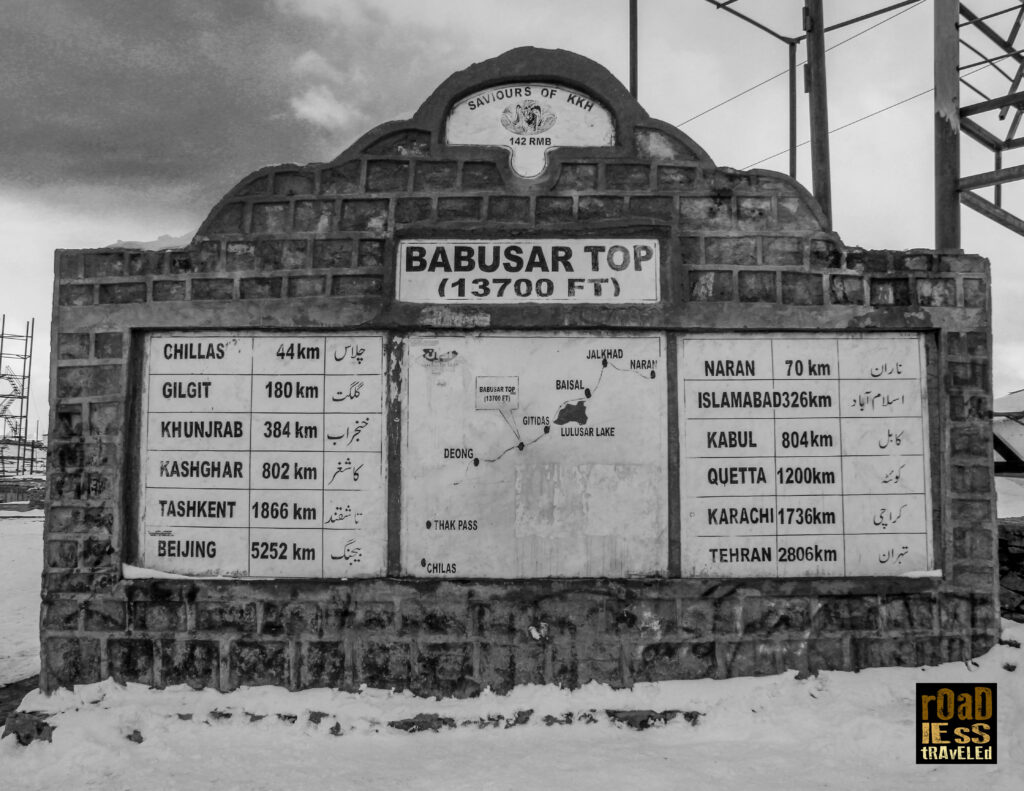 SAVIOURS OF KKH
142 RMB
BABUSAR TOP
(13700 FT)
CHILLAS 44km چلاس
GILGIT 180 km گلگت
KHUNJRAB 384 km خنجراب
KASHGHAR 802 km کاشغر
TASHKENT 1866 km تاشقند
BEIJING 5252 km بیجنگ
JALKHAD
NARAN
BAISAL
BABUSAR TOP
(13700 FT)
GITIDAS
LULUSAR LAKE
DEONG
THAK PASS
CHILAS
NARAN 70 km ناران
ISLAMABAD 326km اسلام آباد
KABUL 804km کابل
QUETTA 1200km کوئٹہ
KARACHI 1736km کراچی
TEHRAN 2806km تہران
rOaD
lEsS
tRAvELEd